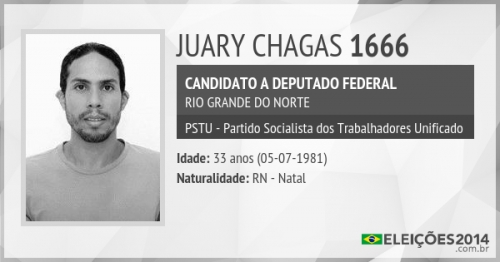 JUARY CHAGAS 1666
CANDIDATO A DEPUTADO FEDERAL
RIO GRANDE DO NORTE
PSTU - Partido Socialista dos Trabalhadores Unificado
Idade: 33 anos (05-07-1981)
Naturalidade: RN - Natal
ELEIÇÕES2014
.com.br